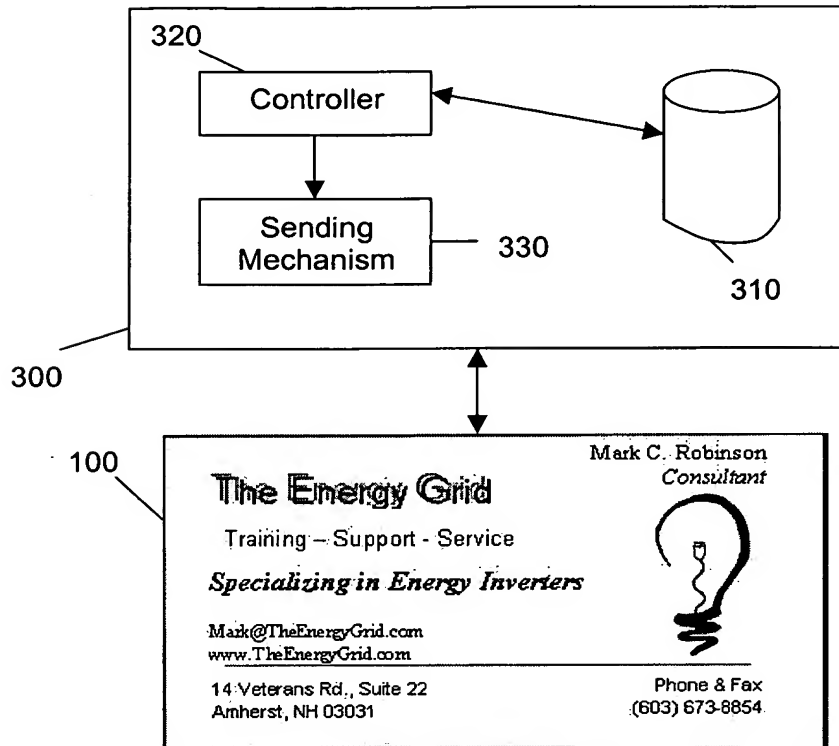 320
Controller
Sending
Mechanism
330
310
300
100
Mark C. Robinson
Consultant
The Energy Grid
Training – Support - Service
Specializing in Energy Inverters
Mark@TheEnergyGrid.com
www.TheEnergyGrid.com
14 Veterans Rd., Suite 22
Amherst, NH 03031
Phone & Fax
(603) 673-8854